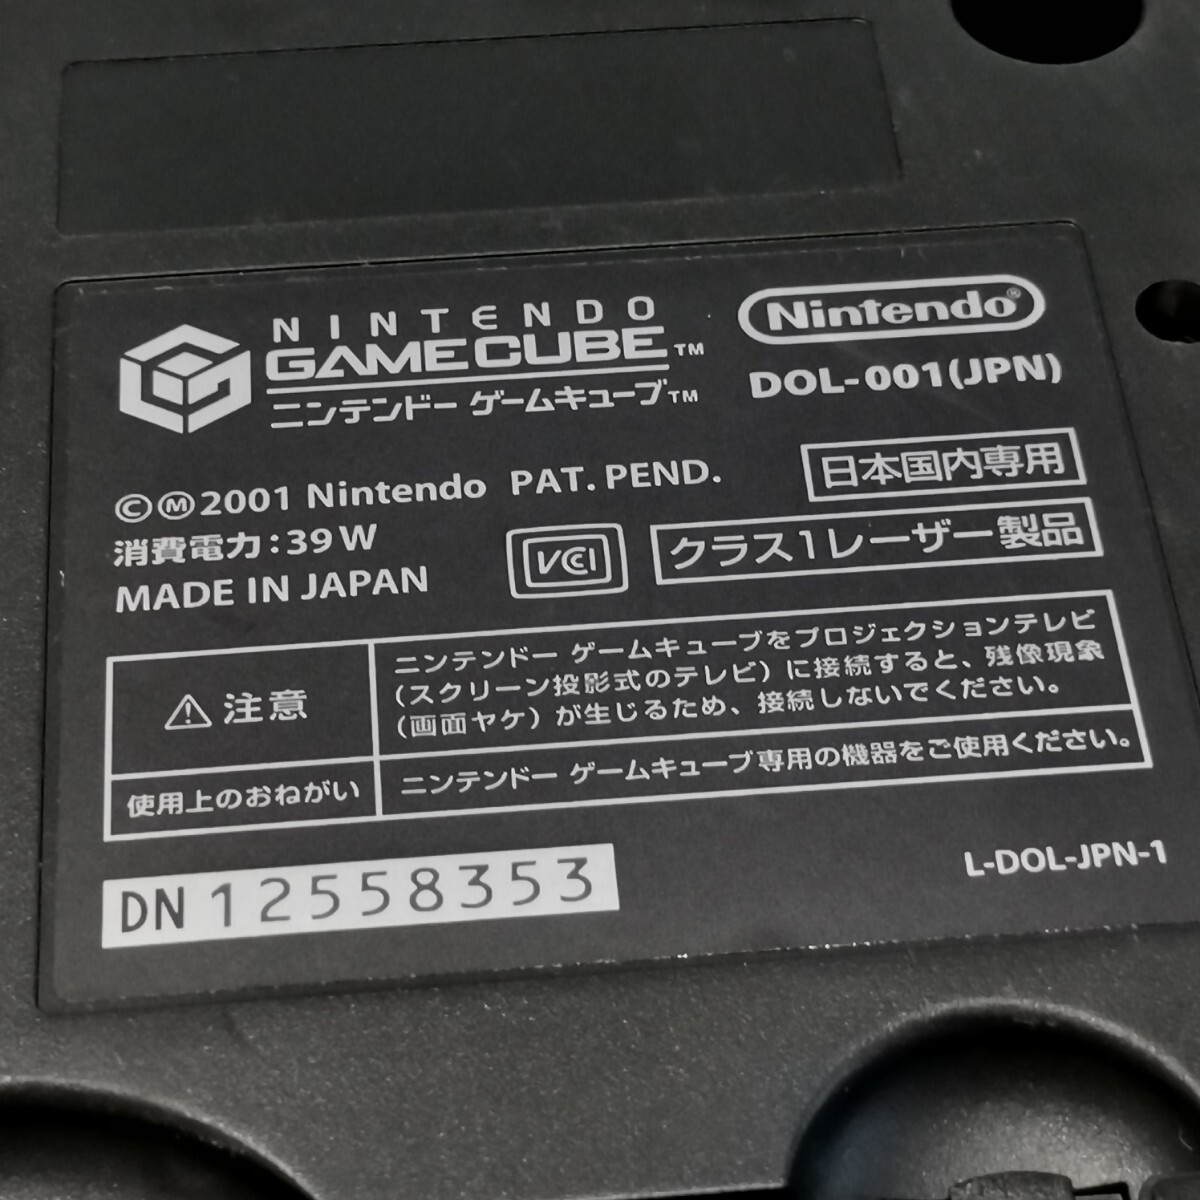 NINTENDO
GAMECUBE™
ニンテンドー ゲームキューブ™
Nintendo®
DOL-001(JPN)
©Ⓜ2001 Nintendo PAT. PEND.
日本国内専用
消費電力:39W
VCCI
クラス1レーザー製品
MADE IN JAPAN
⚠注意
ニンテンドー ゲームキューブをプロジェクションテレビ
(スクリーン投影式のテレビ)に接続すると、残像現象
(画面ヤケ)が生じるため、接続しないでください。
使用上のおねがい
ニンテンドー ゲームキューブ専用の機器をご使用ください。
L-DOL-JPN-1
DN 12558353